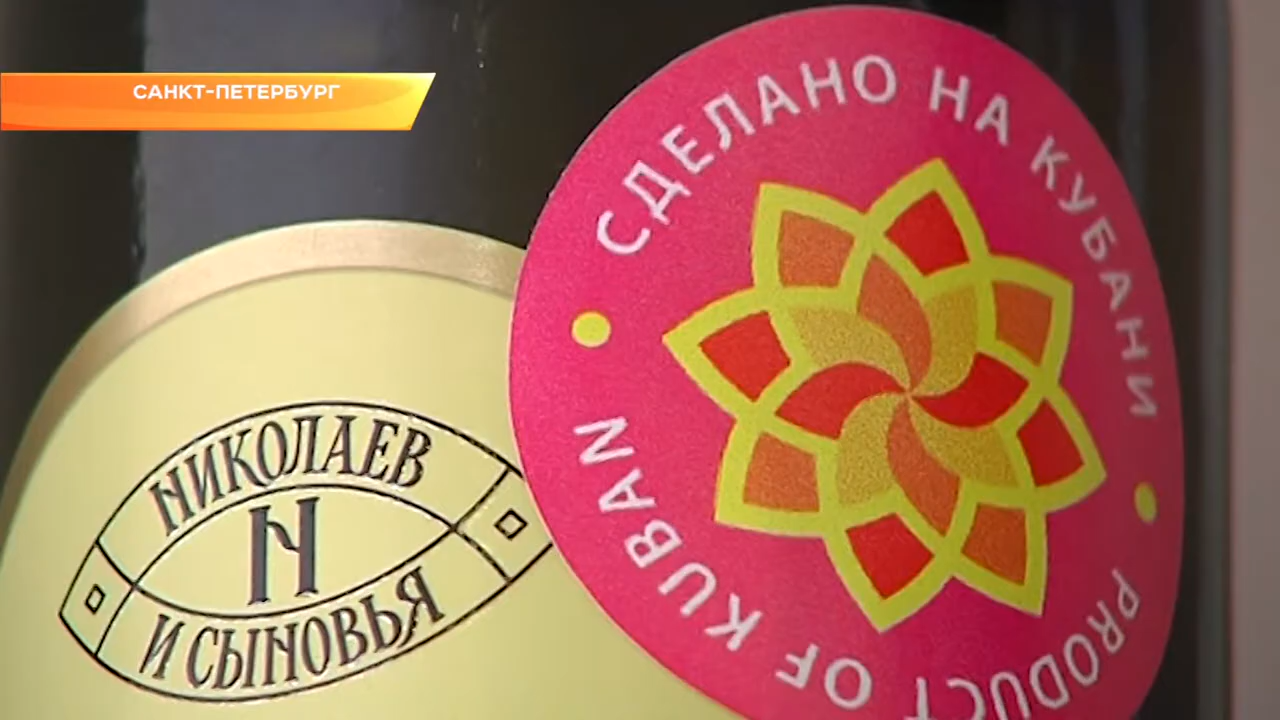 САНКТ-ПЕТЕРБУРГ
СДЕЛАНО НА КУБАНИ
PRODUCT OF KUBAN
НИКОЛАЕВ
N
И СЫНОВЬЯ